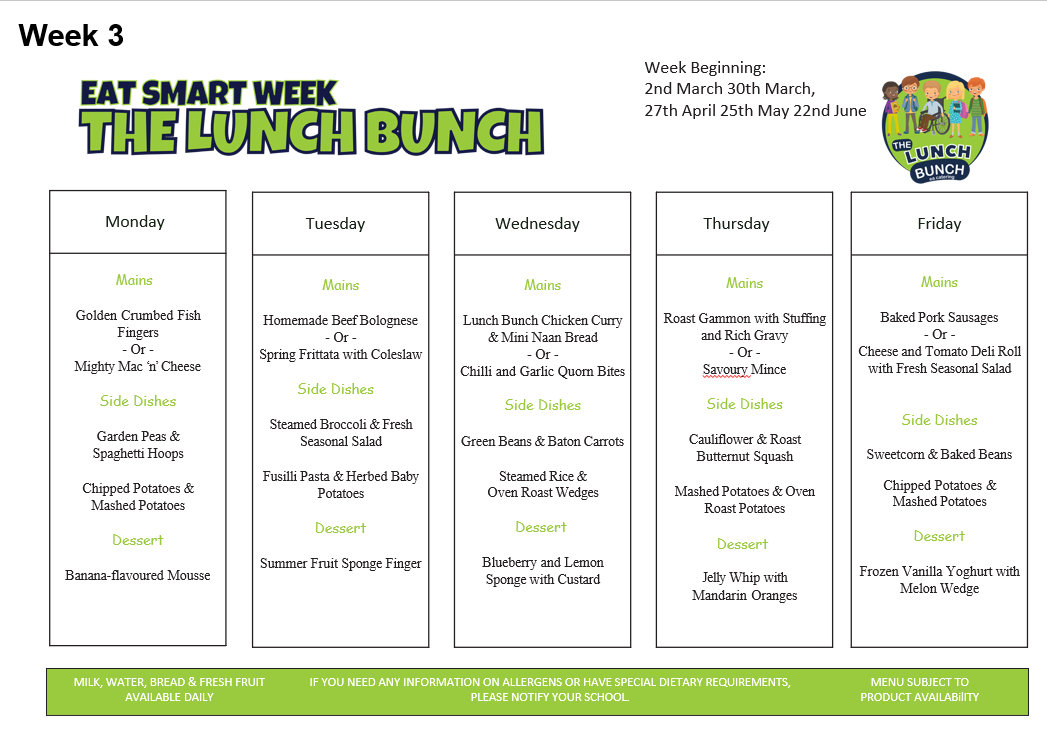 Week 3
EAT SMART WEEK
THE LUNCH BUNCH
Week Beginning:
2nd March 30th March,
27th April 25th May 22nd June
THE
LUNCH
BUNCH
Monday
Mains
Golden Crumbed Fish
Fingers
- Or -
Mighty Mac ‘n’ Cheese
Side Dishes
Garden Peas &
Spaghetti Hoops
Chipped Potatoes &
Mashed Potatoes
Dessert
Banana-flavoured Mousse
Tuesday
Mains
Homemade Beef Bolognese
- Or -
Spring Frittata with Coleslaw
Side Dishes
Steamed Broccoli & Fresh
Seasonal Salad
Fusilli Pasta & Herbed Baby
Potatoes
Dessert
Summer Fruit Sponge Finger
Wednesday
Mains
Lunch Bunch Chicken Curry
& Mini Naan Bread
- Or -
Chilli and Garlic Quorn Bites
Side Dishes
Green Beans & Baton Carrots
Steamed Rice &
Oven Roast Wedges
Dessert
Blueberry and Lemon
Sponge with Custard
Thursday
Mains
Roast Gammon with Stuffing
and Rich Gravy
- Or -
Savoury Mince
Side Dishes
Cauliflower & Roast
Butternut Squash
Mashed Potatoes & Oven
Roast Potatoes
Dessert
Jelly Whip with
Mandarin Oranges
Friday
Mains
Baked Pork Sausages
- Or -
Cheese and Tomato Deli Roll
with Fresh Seasonal Salad
Side Dishes
Sweetcorn & Baked Beans
Chipped Potatoes &
Mashed Potatoes
Dessert
Frozen Vanilla Yoghurt with
Melon Wedge
MILK, WATER, BREAD & FRESH FRUIT
AVAILABLE DAILY
IF YOU NEED ANY INFORMATION ON ALLERGENS OR HAVE SPECIAL DIETARY REQUIREMENTS,
PLEASE NOTIFY YOUR SCHOOL.
MENU SUBJECT TO
PRODUCT AVAILABiliTY